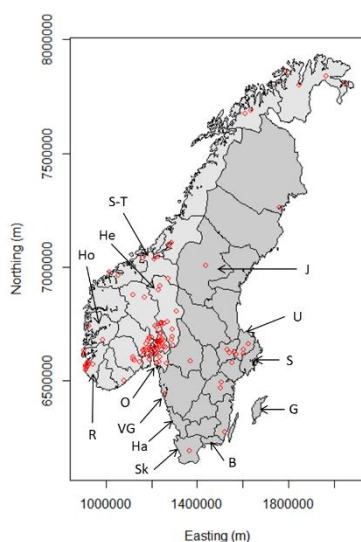 8000000
7500000
7000000
6500000
Northing (m)
S-T
He
Ho
J
U
S
G
O
R
VG
Ha
Sk
B
1000000 1400000 1800000
Easting (m)